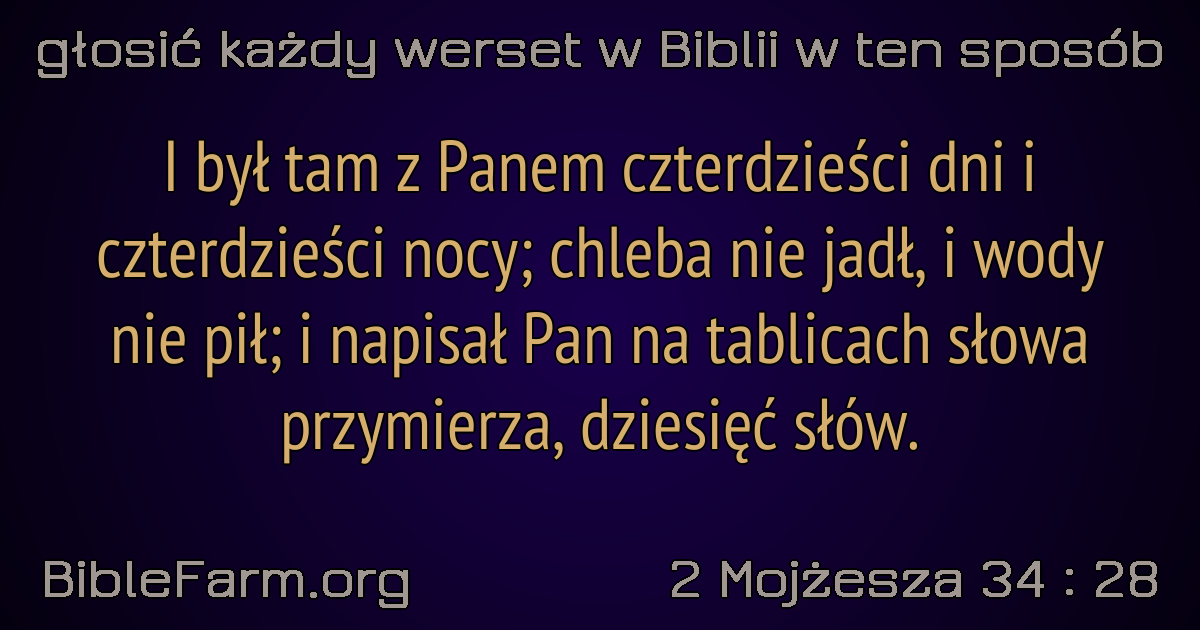 głosić każdy werset w Biblii w ten sposób
I był tam z Panem czterdzieści dni i
czterdzieści nocy; chleba nie jadł, i wody
nie pił; i napisał Pan na tablicach słowa
przymierza, dziesięć słów.
BibleFarm.org
2 Mojżesza 34 : 28